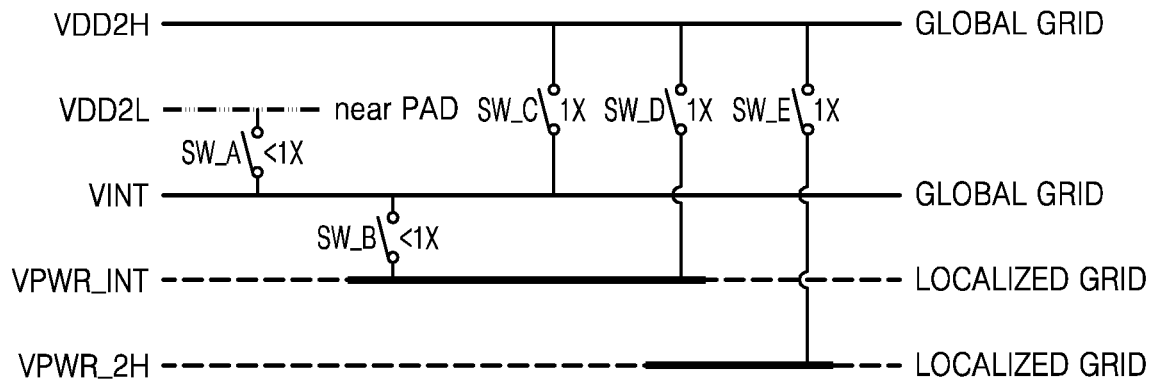 VDD2H GLOBAL GRID
VDD2L near PAD SW_C 1X SW_D 1X SW_E 1X
SW_A <1X
VINT GLOBAL GRID
SW_B <1X
VPWR_INT LOCALIZED GRID
VPWR_2H LOCALIZED GRID